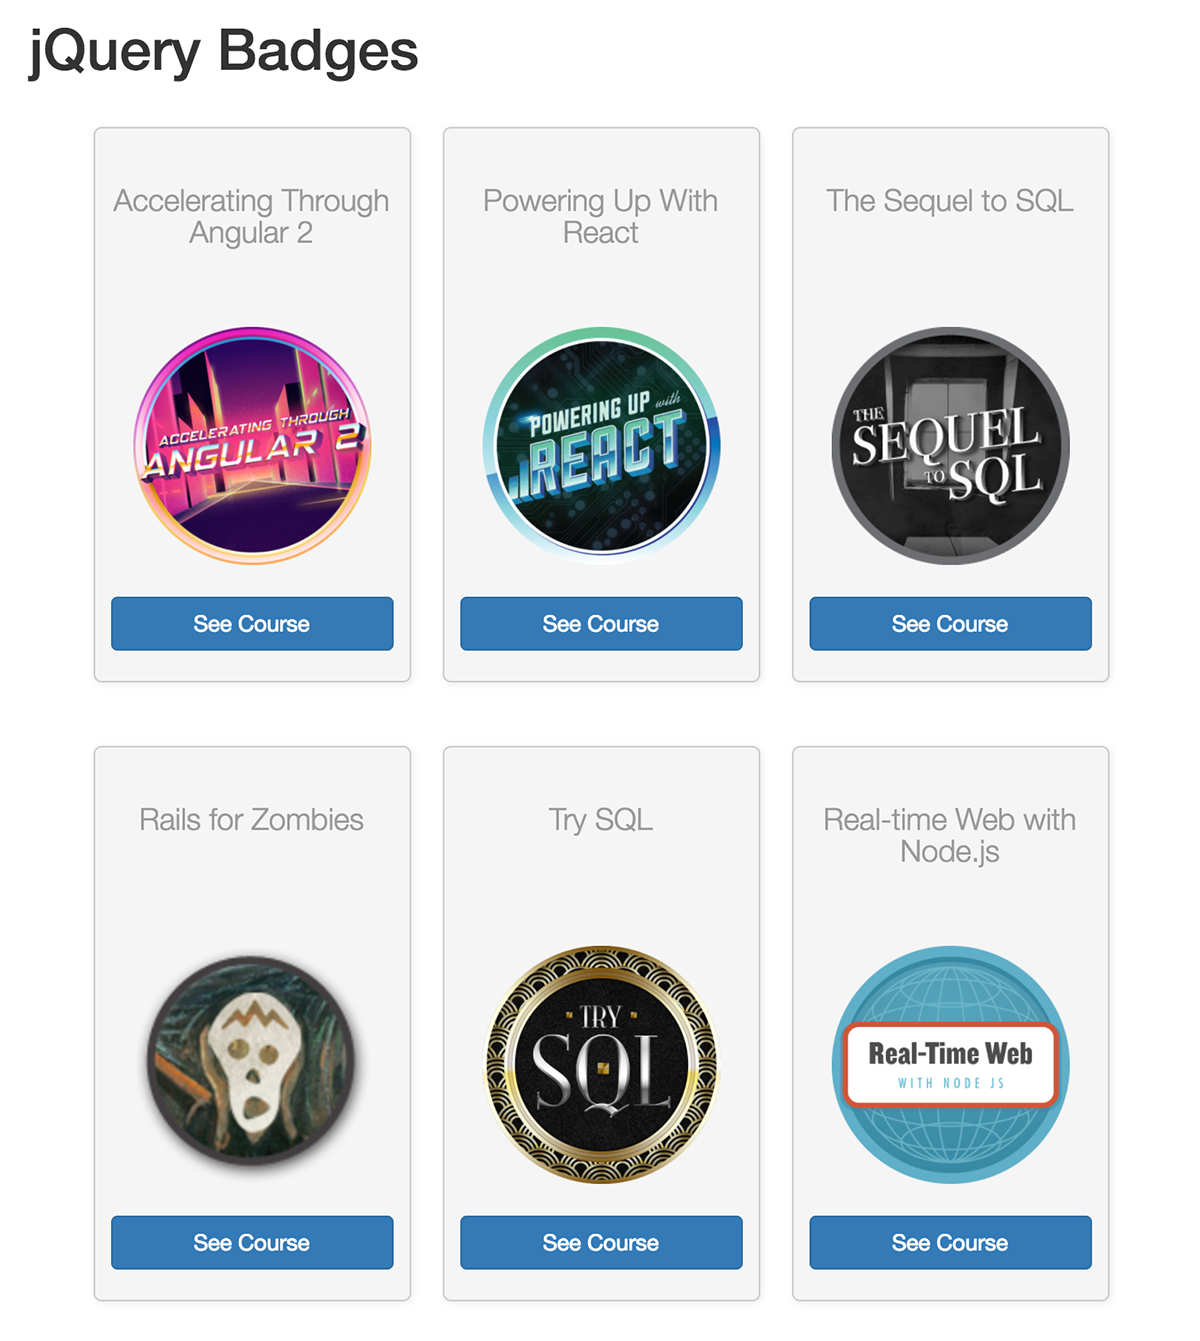 jQuery Badges
Accelerating Through
Angular 2
Powering Up With
React
The Sequel to SQL
ACCELERATING THROUGH
ANGULAR 2
POWERING UP with
REACT
THE
SEQUEL
TO SQL
See Course
See Course
See Course
Rails for Zombies
Try SQL
Real-time Web with
Node.js
TRY
SQL
Real-Time Web
WITH NODE JS
See Course
See Course
See Course